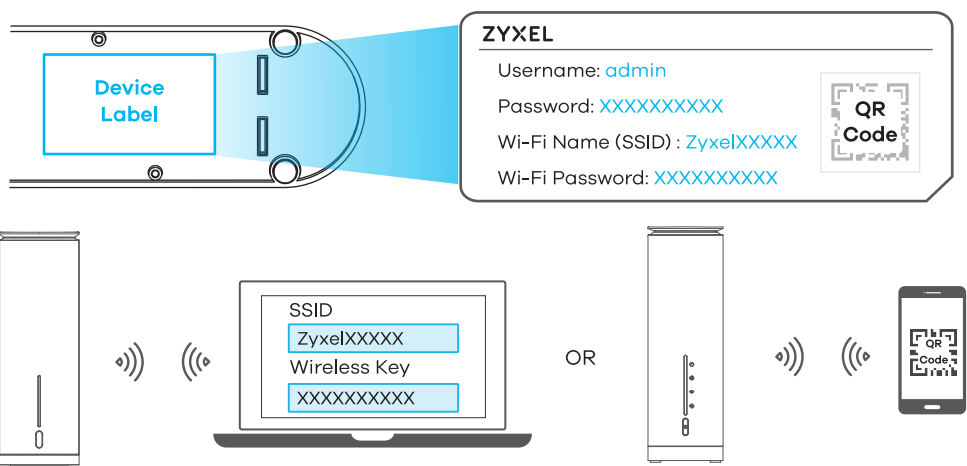 Device
Label
ZYXEL
Username: admin
Password: XXXXXXXXXX
Wi-Fi Name (SSID) : ZyxelXXXXX
Wi-Fi Password: XXXXXXXXXX
QR
Code
SSID
ZyxelXXXXX
Wireless Key
XXXXXXXXXX
OR
QR
Code